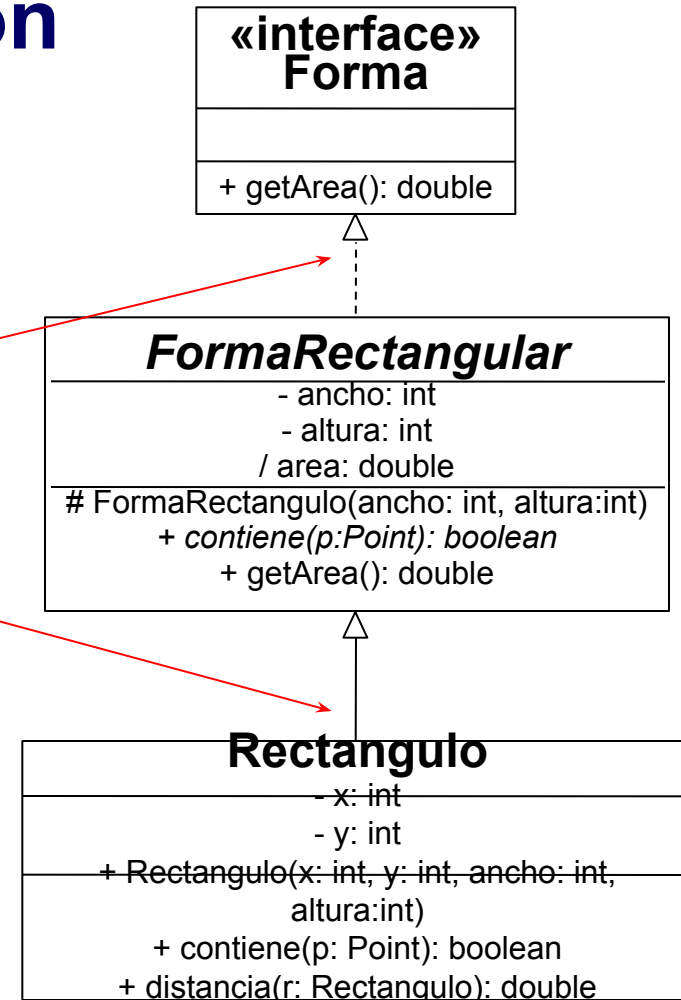 ón
«interface»
Forma
+ getArea(): double
FormaRectangular
- ancho: int
- altura: int
/ area: double
# FormaRectangulo(ancho: int, altura:int)
+ contiene(p:Point): boolean
+ getArea(): double
Rectangulo
- x: int
- y: int
+ Rectangulo(x: int, y: int, ancho: int,
altura:int)
+ contiene(p: Point): boolean
+ distancia(r: Rectangulo): double